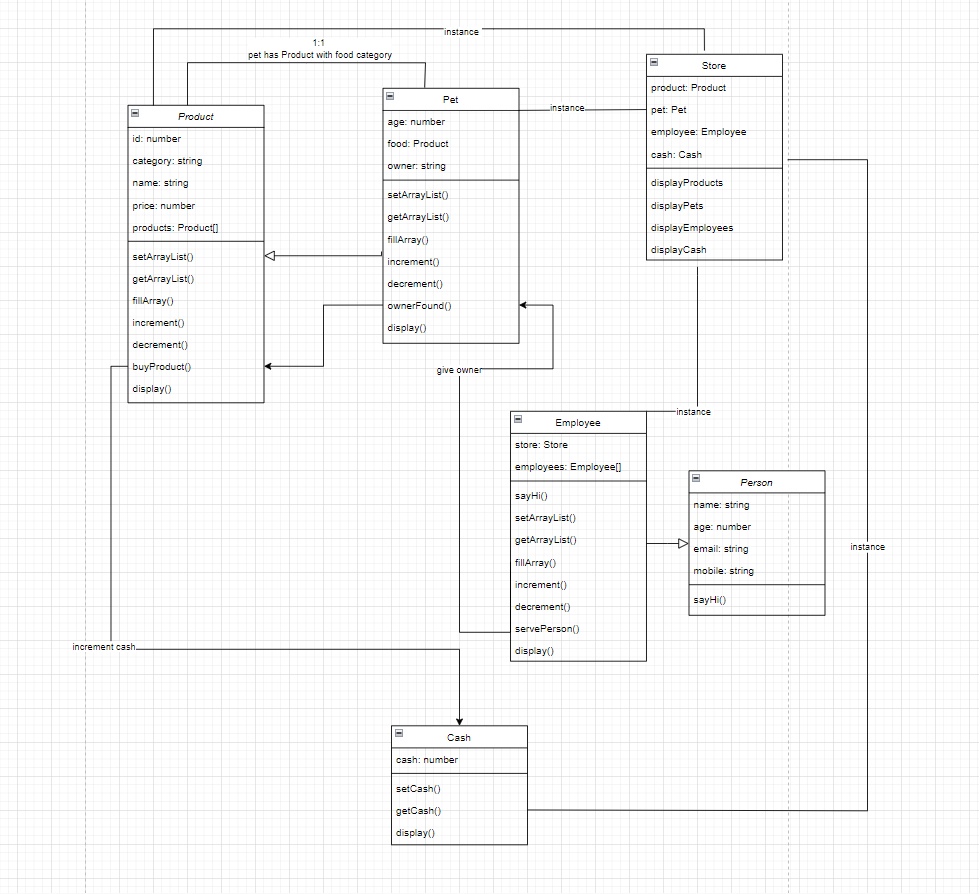 instance
1:1
pet has Product with food category
Store
product: Product
pet: Pet
employee: Employee
cash: Cash
displayProducts
displayPets
displayEmployees
displayCash
Pet
age: number
food: Product
owner: string
setArrayList()
getArrayList()
fillArray()
increment()
decrement()
ownerFound()
display()
instance
Product
id: number
category: string
name: string
price: number
products: Product[]
setArrayList()
getArrayList()
fillArray()
increment()
decrement()
buyProduct()
display()
give owner
instance
Employee
store: Store
employees: Employee[]
sayHi()
setArrayList()
getArrayList()
fillArray()
increment()
decrement()
servePerson()
display()
Person
name: string
age: number
email: string
mobile: string
sayHi()
instance
increment cash
Cash
cash: number
setCash()
getCash()
display()